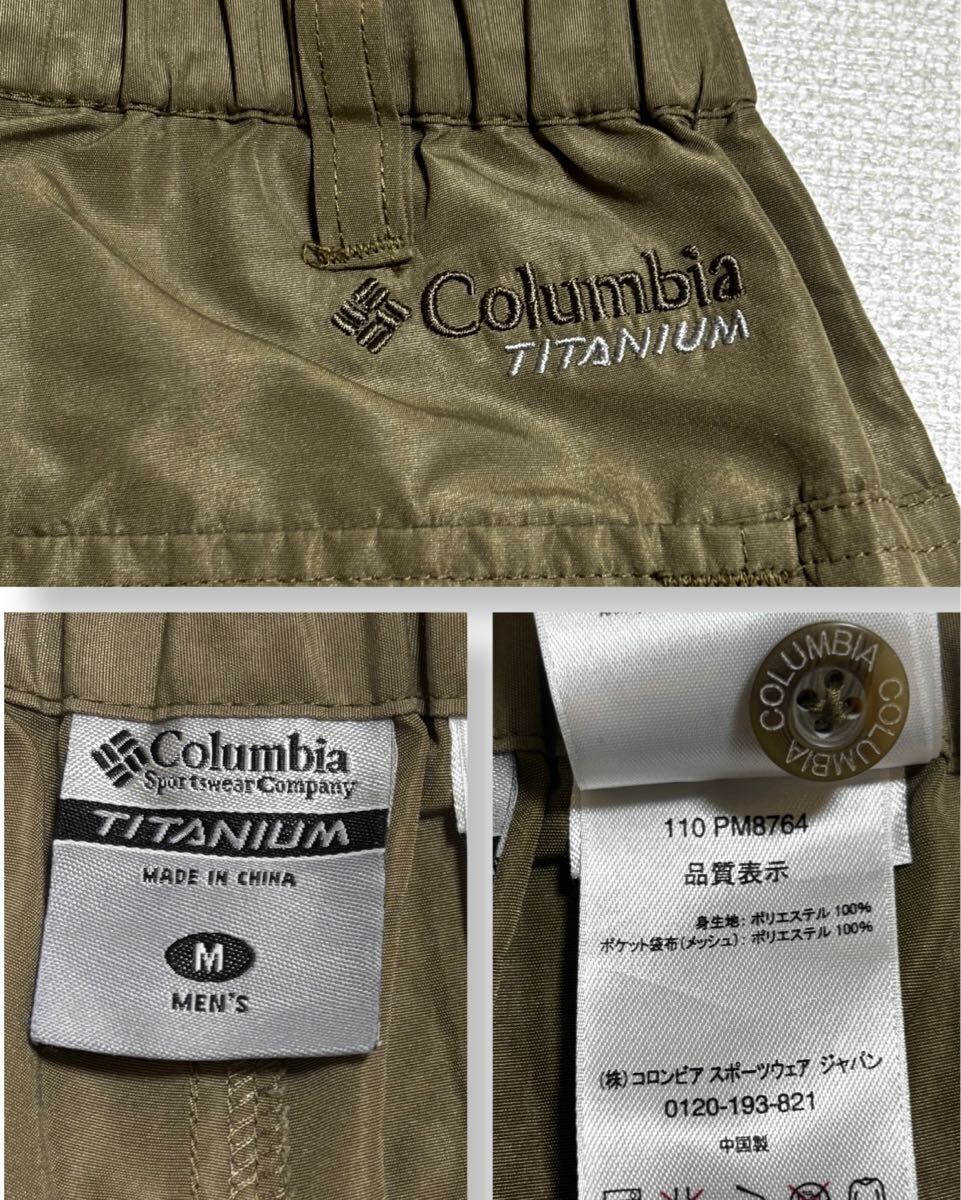 Columbia
TITANIUM
Columbia
Sportswear Company
TITANIUM
MADE IN CHINA
M
MEN'S
COLUMBIA COLUMBIA
110 PM8764
品質表示
身生地: ポリエステル 100%
ポケット袋布(メッシュ): ポリエステル 100%
(株)コロンビア スポーツウェア ジャパン
0120-193-821
中国製